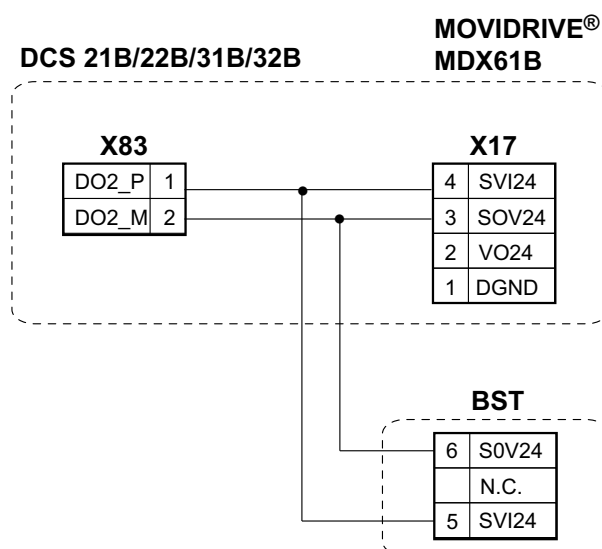 MOVIDRIVE®
DCS 21B/22B/31B/32B MDX61B
X83 X17
DO2_P 1 4 SVI24
DO2_M 2 3 SOV24
2 VO24
1 DGND
BST
6 S0V24
N.C.
5 SVI24